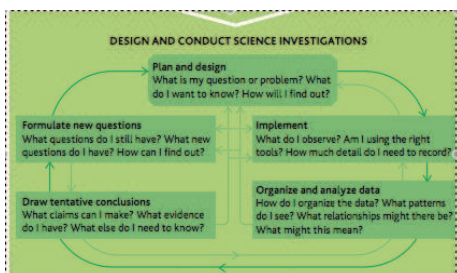 DESIGN AND CONDUCT SCIENCE INVESTIGATIONS
Plan and design
What is my question or problem? What
do I want to know? How will I find out?
Formulate new questions
What questions do I still have? What new
questions do I have? How can I find out?
Implement
What do I observe? Am I using the right
tools? How much detail do I need to record?
Draw tentative conclusions
What claims can I make? What evidence
do I have? What else do I need to know?
Organize and analyze data
How do I organize the data? What patterns
do I see? What relationships might there be?
What might this mean?